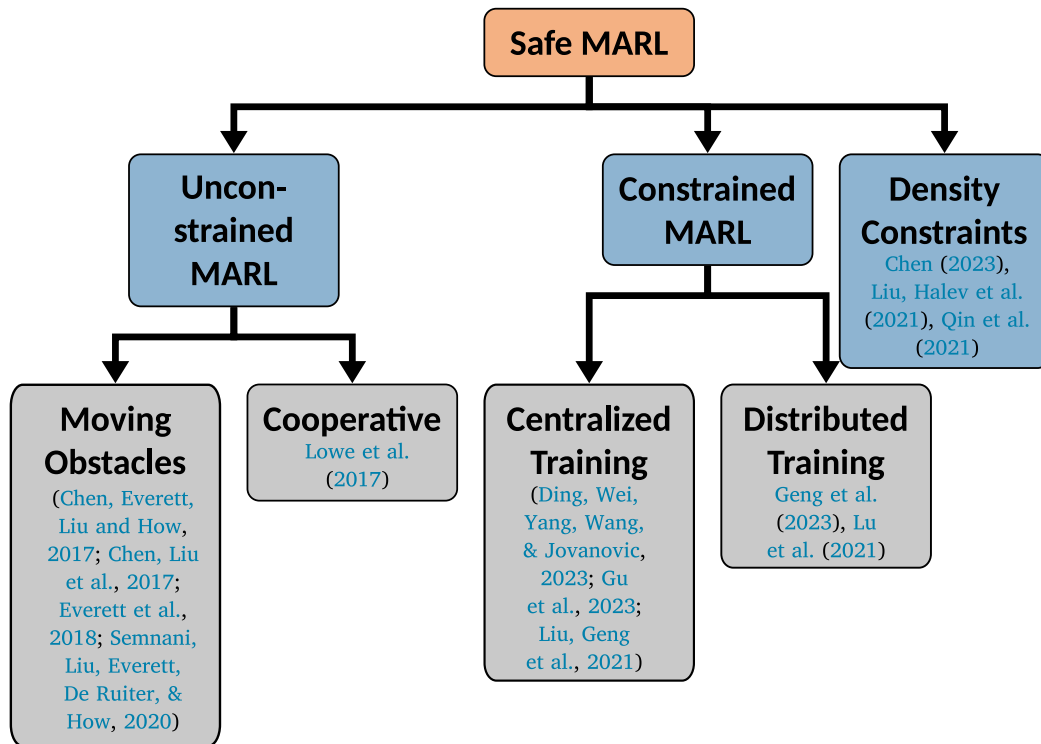 Safe MARL
Uncon-
strained
MARL
Constrained
MARL
Density
Constraints
Chen (2023),
Liu, Halev et al.
(2021), Qin et al.
(2021)
Moving
Obstacles
(Chen, Everett,
Liu and How,
2017; Chen, Liu
et al., 2017;
Everett et al.,
2018; Semnani,
Liu, Everett,
De Ruiter, &
How, 2020)
Cooperative
Lowe et al.
(2017)
Centralized
Training
(Ding, Wei,
Yang, Wang,
& Jovanovic,
2023; Gu
et al., 2023;
Liu, Geng
et al., 2021)
Distributed
Training
Geng et al.
(2023), Lu
et al. (2021)